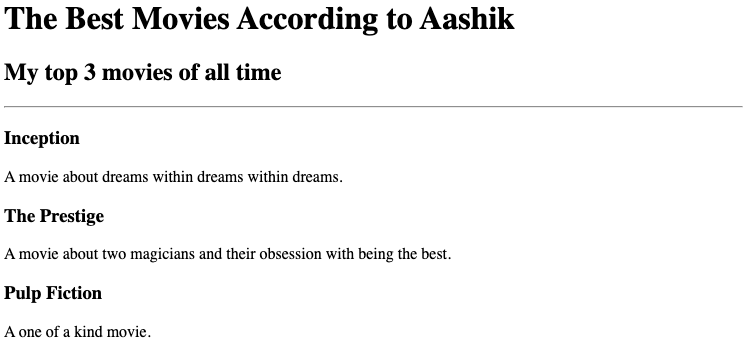 The Best Movies According to Aashik
My top 3 movies of all time
Inception
A movie about dreams within dreams within dreams.
The Prestige
A movie about two magicians and their obsession with being the best.
Pulp Fiction
A one of a kind movie.